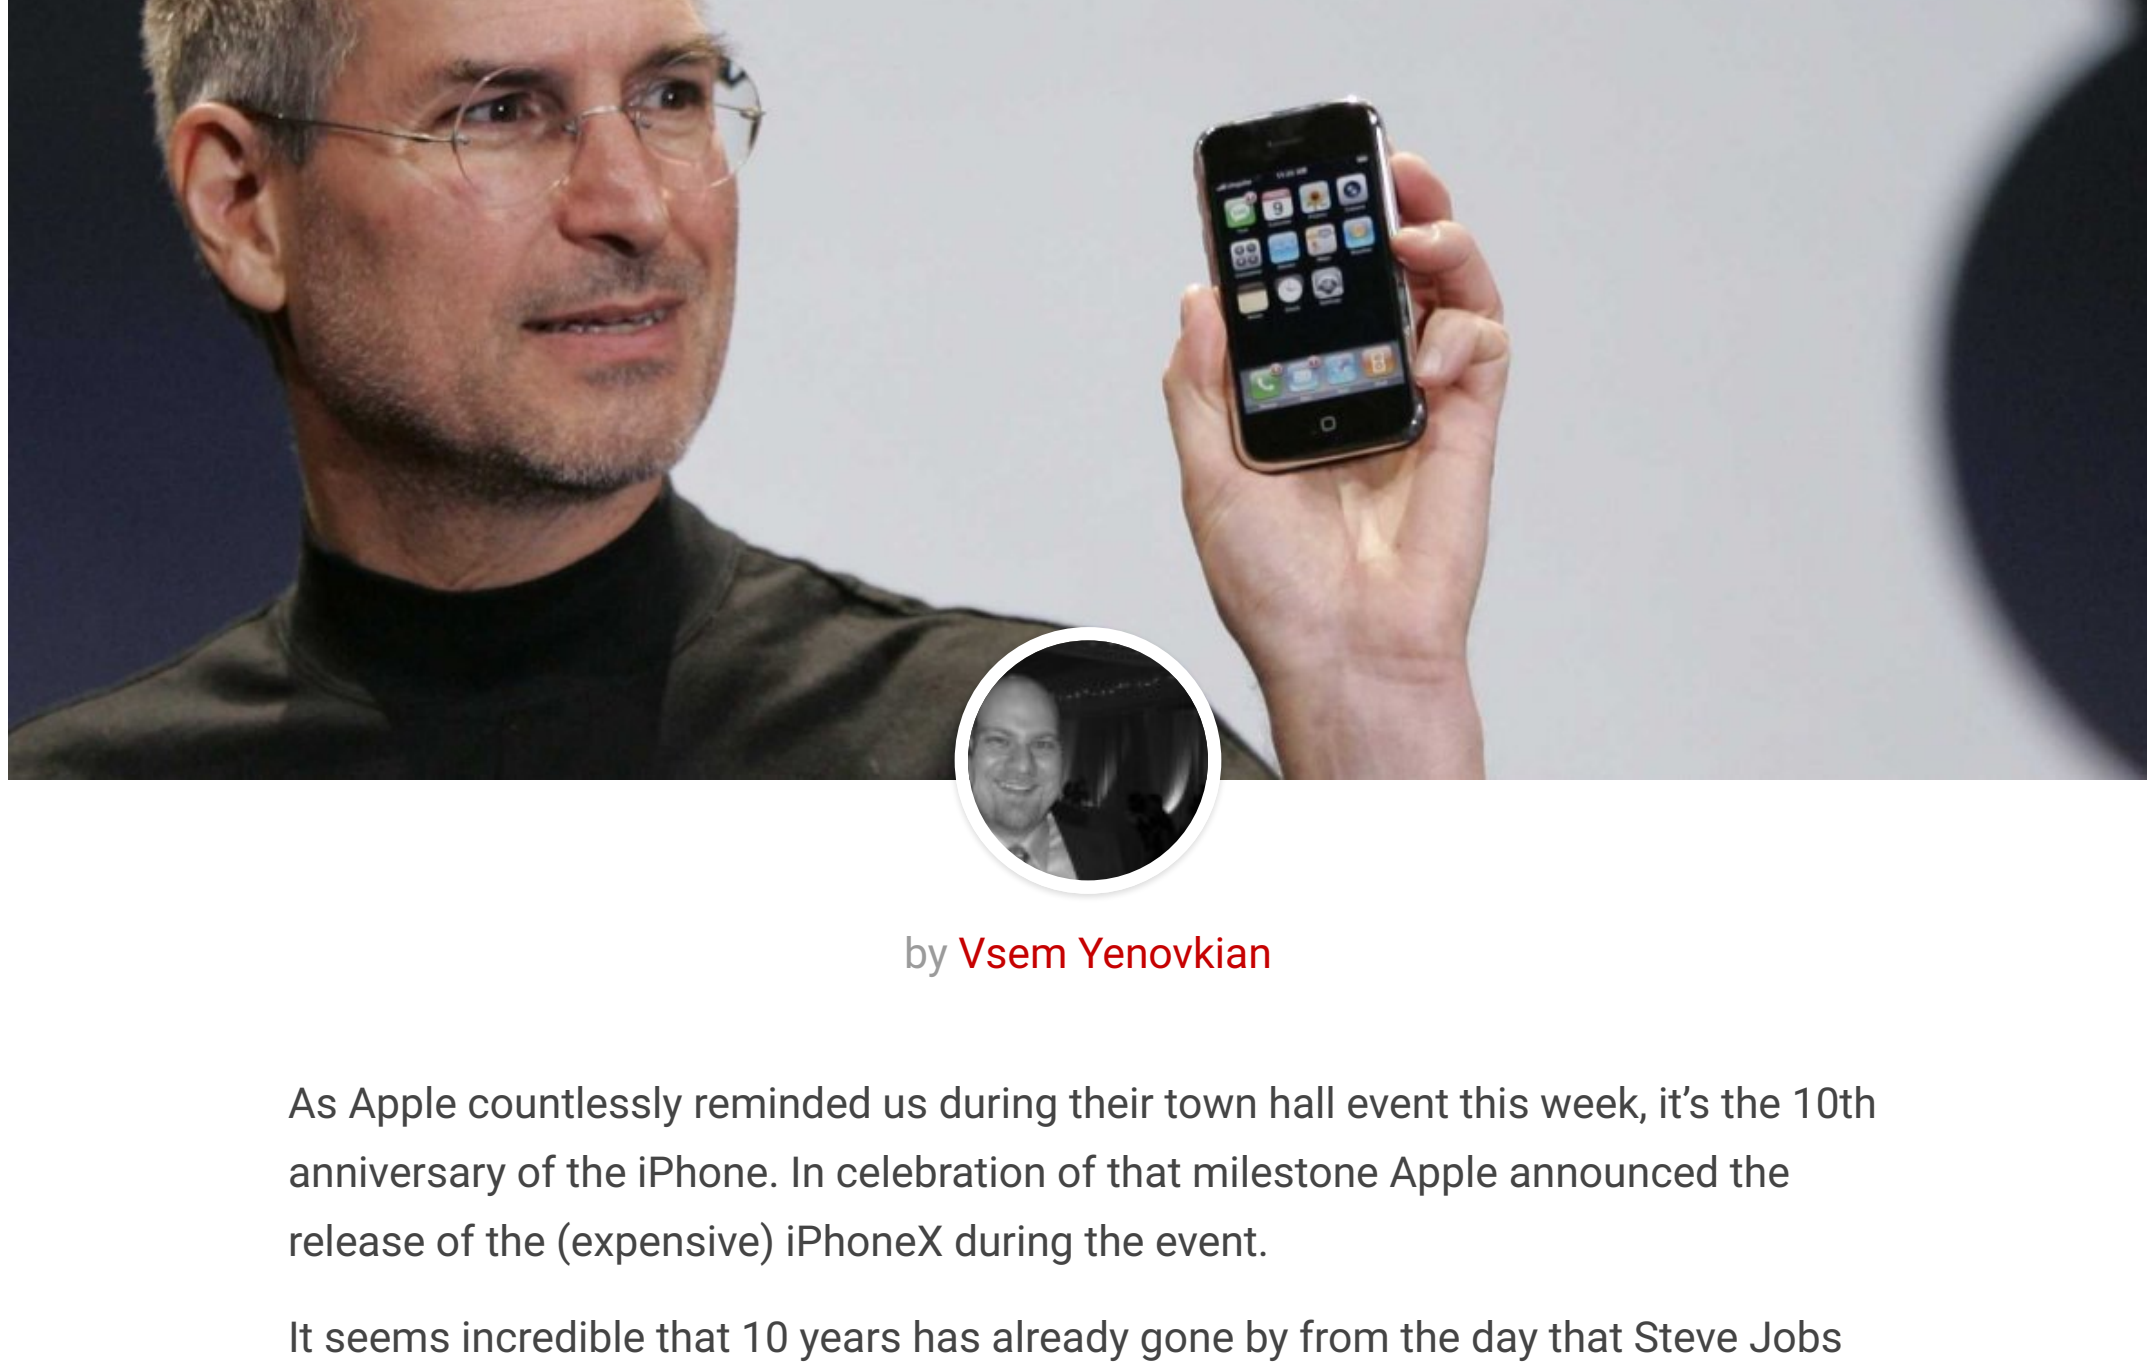 9
by Vsem Yenovkian
As Apple countlessly reminded us during their town hall event this week, it’s the 10th
anniversary of the iPhone. In celebration of that milestone Apple announced the
release of the (expensive) iPhoneX during the event.
It seems incredible that 10 years has already gone by from the day that Steve Jobs